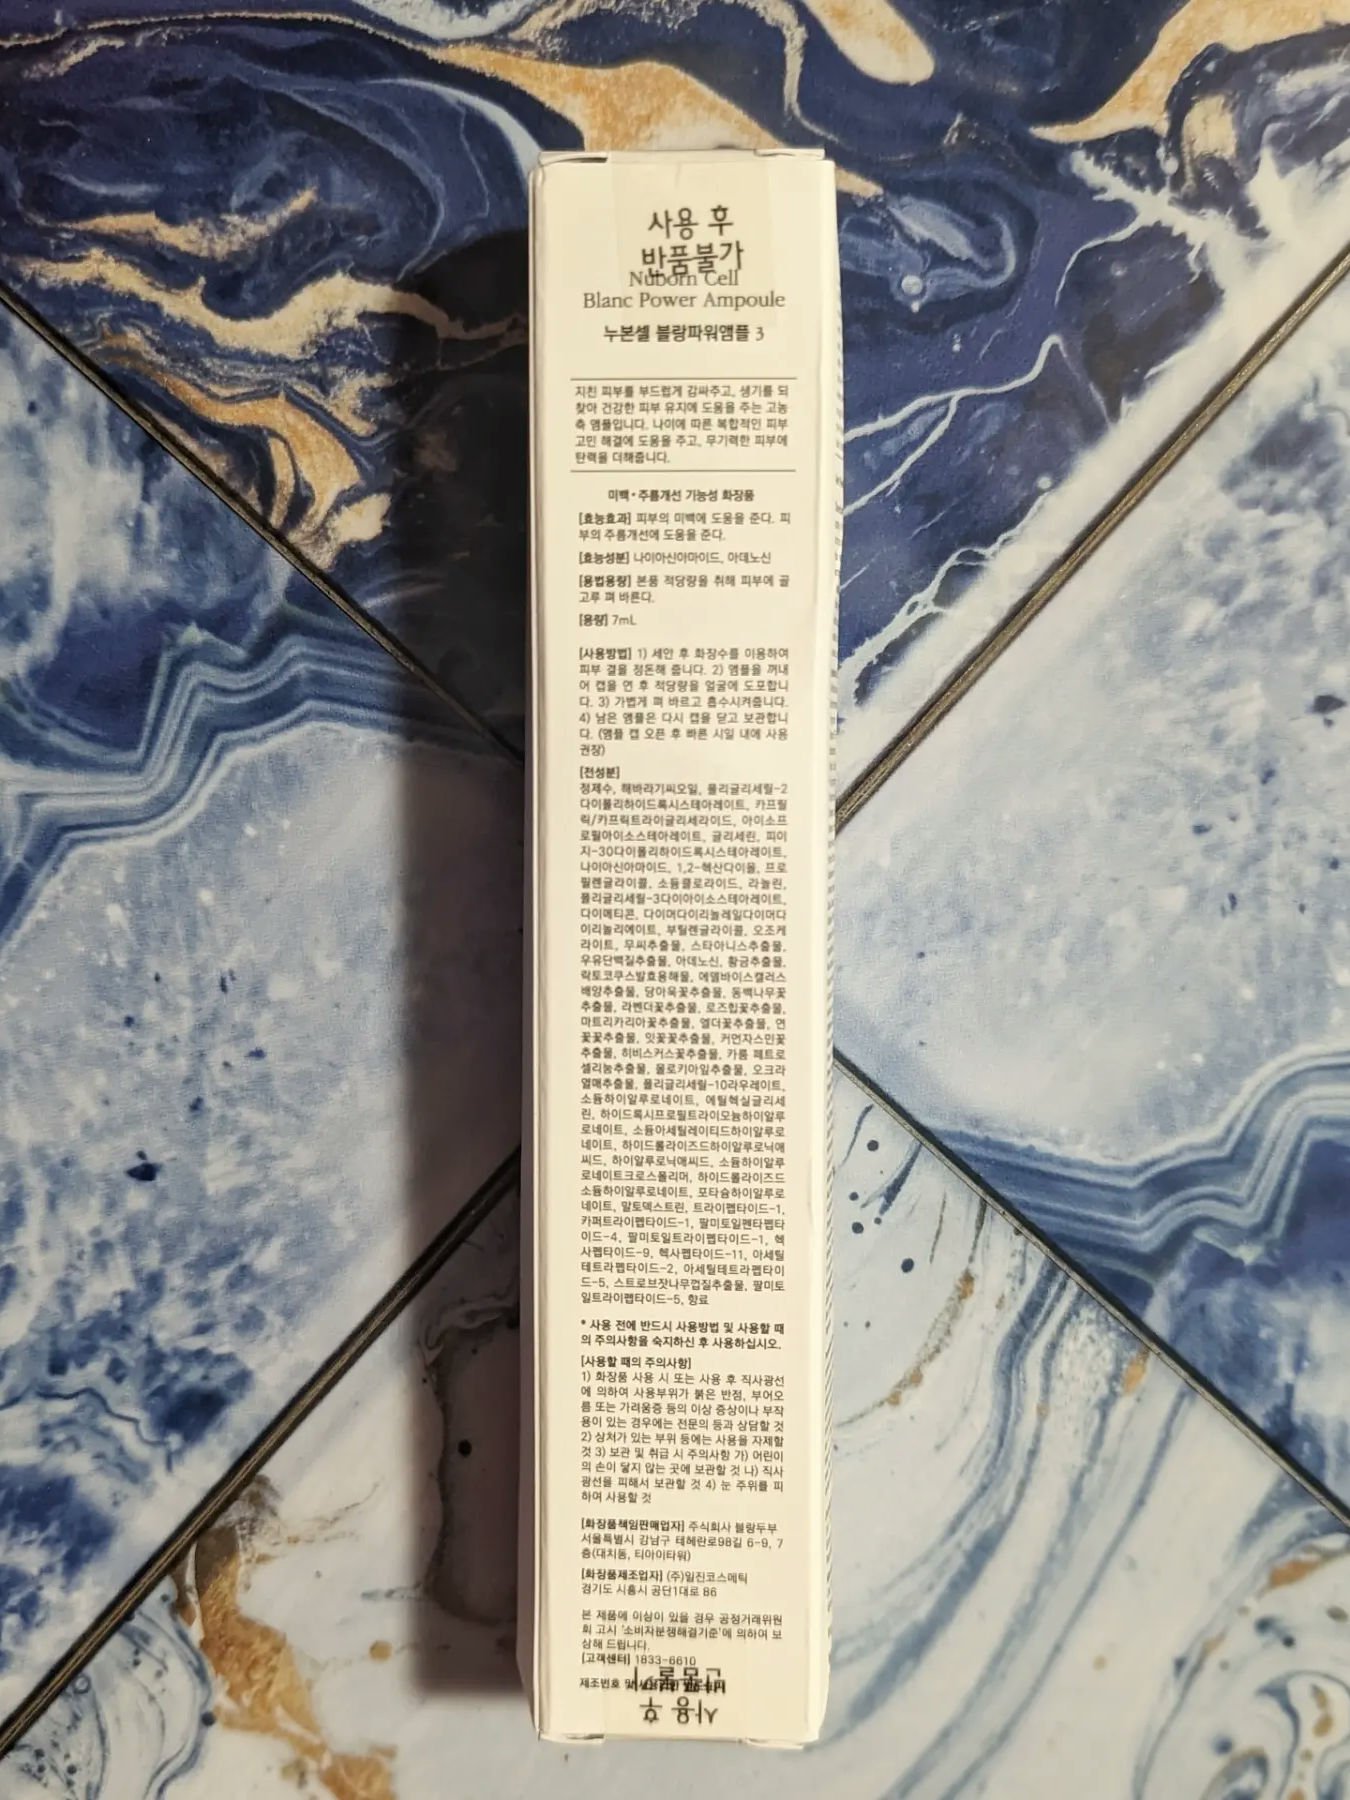 사용 후
반품불가
Nuborn Cell
Blanc Power Ampoule
누본셀 블랑파워앰플 3
지친 피부를 부드럽게 감싸주고, 생기를 되
찾아 건강한 피부 유지에 도움을 주는 고농
축 앰플입니다. 나이에 따른 복합적인 피부
고민 해결에 도움을 주고, 무기력한 피부에
탄력을 더해줍니다.
미백 • 주름개선 기능성 화장품
[효능효과] 피부의 미백에 도움을 준다. 피
부의 주름개선에 도움을 준다.
[효능성분] 나이아신아마이드, 아데노신
[용법용량] 본품 적당량을 취해 피부에 골
고루 펴 바른다.
[용량] 7mL
[사용방법] 1) 세안 후 화장수를 이용하여
피부 결을 정돈해 줍니다. 2) 앰플을 꺼내
어 캡을 연 후 적당량을 얼굴에 도포합니
다. 3) 가볍게 펴 바르고 흡수시켜줍니다.
4) 남은 앰플은 다시 캡을 닫고 보관합니
다. (앰플 캡 오픈 후 빠른 시일 내에 사용
권장)
[전성분]
정제수, 해바라기씨오일, 폴리글리세릴-2
다이폴리하이드록시스테아레이트, 카프릴
릭/카프릭트라이글리세라이드, 아이소프
로필아이소스테아레이트, 글리세린, 피이
지-30다이폴리하이드록시스테아레이트,
나이아신아마이드, 1,2-헥산다이올, 프로
필렌글라이콜, 소듐클로라이드, 라놀린,
폴리글리세릴-3다이아이소스테아레이트,
다이메티콘, 다이머다이리놀레일다이머다
이리놀리에이트, 부틸렌글라이콜, 오조케
라이트, 무씨추출물, 스타아니스추출물,
우유단백질추출물, 아데노신, 황금추출물,
락토코쿠스발효용해물, 에델바이스캘러스
배양추출물, 당아욱꽃추출물, 동백나무꽃
추출물, 라벤더꽃추출물, 로즈힙꽃추출물,
마트리카리아꽃추출물, 엘더꽃추출물, 연
꽃꽃추출물, 잇꽃꽃추출물, 커먼자스민꽃
추출물, 히비스커스꽃추출물, 카룸 페트로
셀리눔추출물, 몰로키아잎추출물, 오크라
열매추출물, 폴리글리세릴-10라우레이트,
소듐하이알루로네이트, 에틸헥실글리세
린, 하이드록시프로필트라이모늄하이알루
로네이트, 소듐아세틸레이티드하이알루로
네이트, 하이드롤라이즈드하이알루로닉애
씨드, 하이알루로닉애씨드, 소듐하이알루
로네이트크로스폴리머, 하이드롤라이즈드
소듐하이알루로네이트, 포타슘하이알루로
네이트, 말토덱스트린, 트라이펩타이드-1,
카퍼트라이펩타이드-1, 팔미토일펜타펩타
이드-4, 팔미토일트라이펩타이드-1, 헥
사펩타이드-9, 헥사펩타이드-11, 아세틸
테트라펩타이드-2, 아세틸테트라펩타이
드-5, 스트로브잣나무껍질추출물, 팔미토
일트라이펩타이드-5, 향료
* 사용 전에 반드시 사용방법 및 사용할 때
의 주의사항을 숙지하신 후 사용하십시오.
[사용할 때의 주의사항]
1) 화장품 사용 시 또는 사용 후 직사광선
에 의하여 사용부위가 붉은 반점, 부어오
름 또는 가려움증 등의 이상 증상이나 부작
용이 있는 경우에는 전문의 등과 상담할 것
2) 상처가 있는 부위 등에는 사용을 자제할
것 3) 보관 및 취급 시 주의사항 가) 어린이
의 손이 닿지 않는 곳에 보관할 것 나) 직사
광선을 피해서 보관할 것 4) 눈 주위를 피
하여 사용할 것
[화장품책임판매업자] 주식회사 블랑두부
서울특별시 강남구 테헤란로98길 6-9, 7
층(대치동, 티아이타워)
[화장품제조업자] (주)일진코스메틱
경기도 시흥시 공단1대로 86
본 제품에 이상이 있을 경우 공정거래위원
회 고시 '소비자분쟁해결기준'에 의하여 보
상해 드립니다.
[고객센터] 1833-6610
제조번호 및
사용 후
반품불가